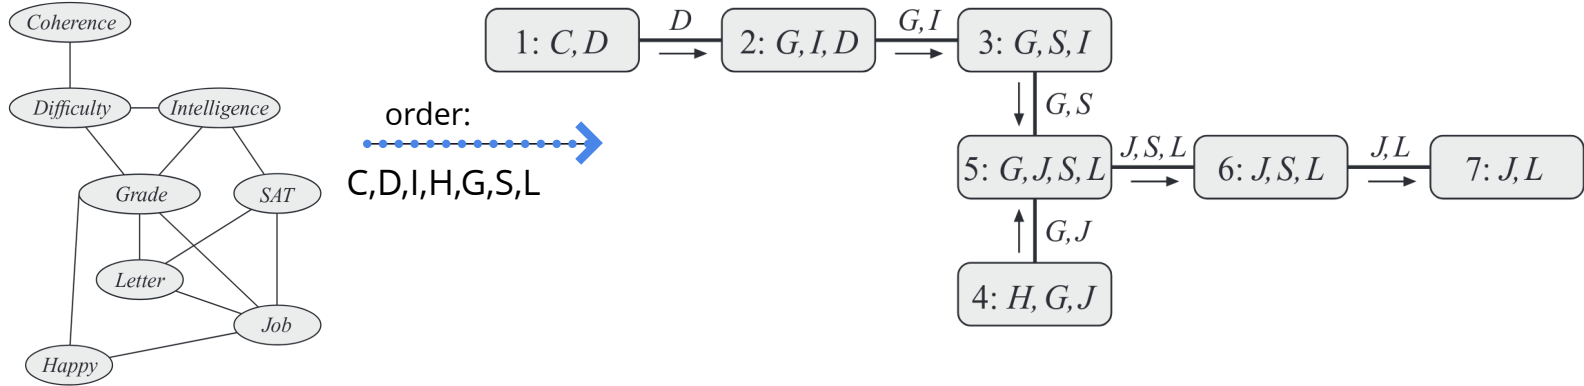 Coherence
Difficulty
Intelligence
Grade
SAT
Letter
Job
Happy
order:
C,D,I,H,G,S,L
1: C, D
D
2: G, I, D
G, I
3: G, S, I
G, S
5: G, J, S, L
J, S, L
6: J, S, L
J, L
7: J, L
G, J
4: H, G, J